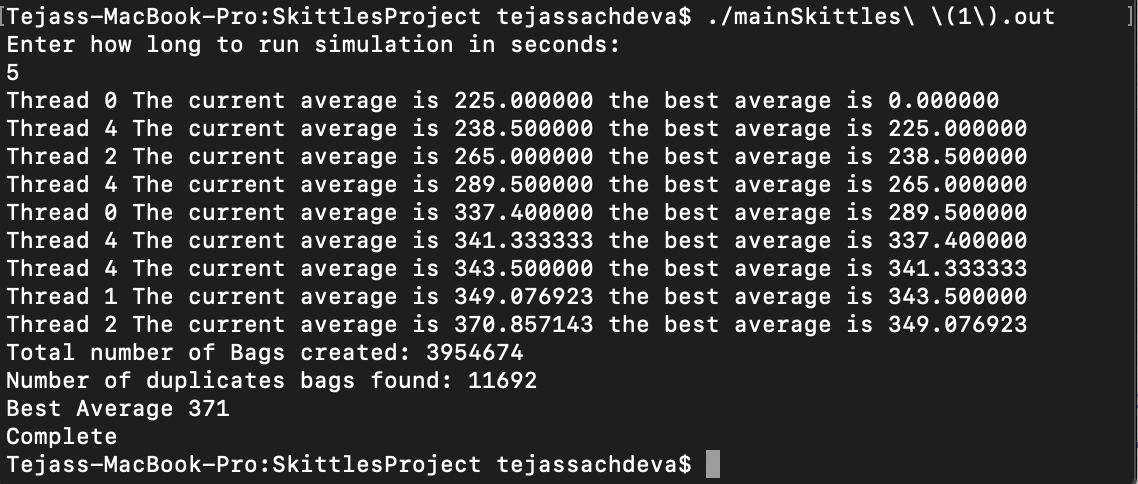 [Tejass-MacBook-Pro:SkittlesProject tejassachdeva$ ./mainSkittles\ \(1\).out ]
Enter how long to run simulation in seconds:
5
Thread 0 The current average is 225.000000 the best average is 0.000000
Thread 4 The current average is 238.500000 the best average is 225.000000
Thread 2 The current average is 265.000000 the best average is 238.500000
Thread 4 The current average is 289.500000 the best average is 265.000000
Thread 0 The current average is 337.400000 the best average is 289.500000
Thread 4 The current average is 341.333333 the best average is 337.400000
Thread 4 The current average is 343.500000 the best average is 341.333333
Thread 1 The current average is 349.076923 the best average is 343.500000
Thread 2 The current average is 370.857143 the best average is 349.076923
Total number of Bags created: 3954674
Number of duplicates bags found: 11692
Best Average 371
Complete
Tejass-MacBook-Pro:SkittlesProject tejassachdeva$